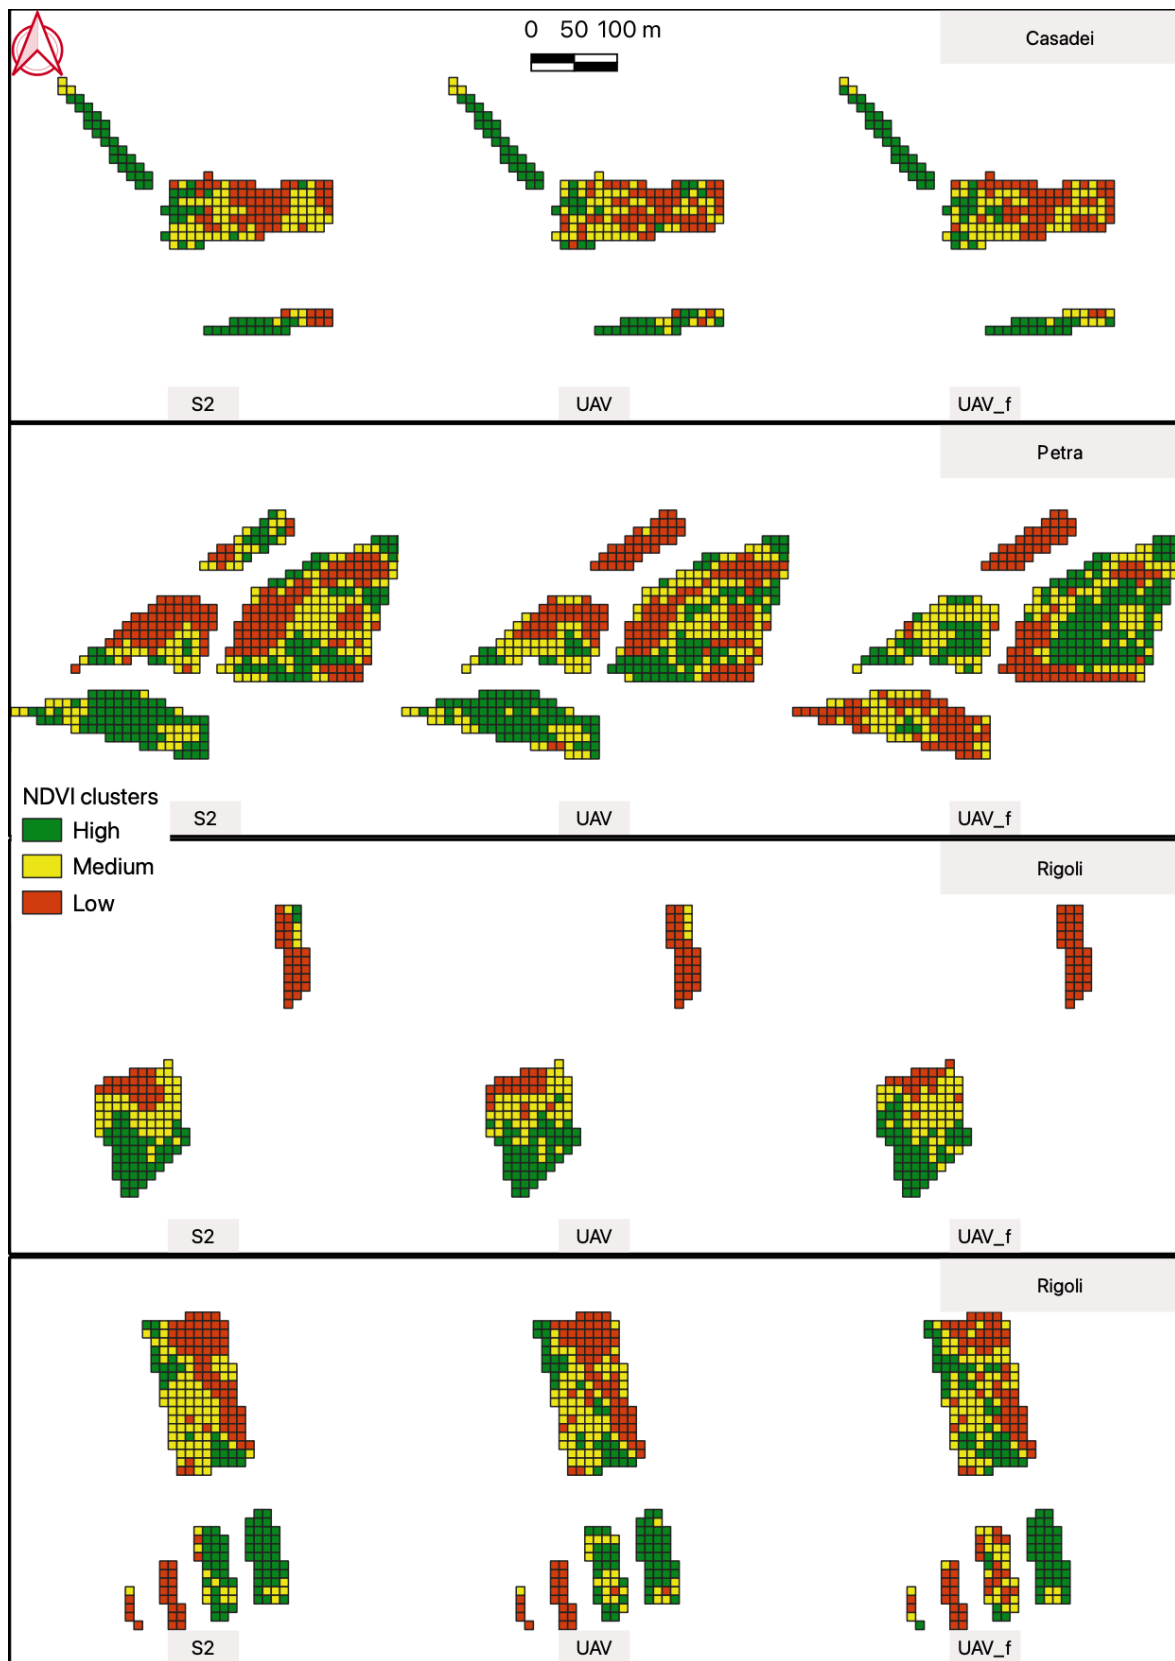 0 50 100 m
Casadei
S2 UAV UAV_f
Petra
NDVI clusters
High
Medium
Low
S2 UAV UAV_f
Rigoli
S2 UAV UAV_f
Rigoli
S2 UAV UAV_f